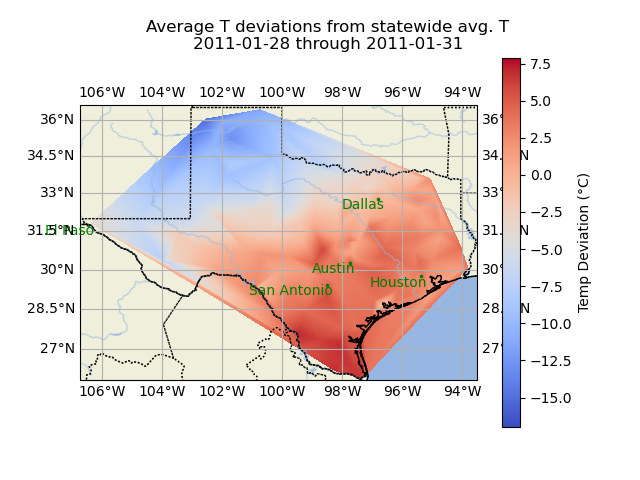 Average T deviations from statewide avg. T
2011-01-28 through 2011-01-31
106°W 104°W 102°W 100°W 98°W 96°W 94°W
36°N 36°
34.5°N 34. N
33°N 33°
31.5°N 31. N
30°N 30°
28.5°N 28. N
27°N 27°
106°W 104°W 102°W 100°W 98°W 96°W 94°W
El Paso
Dallas
Austin
San Antonio
Houston
7.5
5.0
2.5
0.0
−2.5
−5.0
−7.5
−10.0
−12.5
−15.0
Temp Deviation (°C)